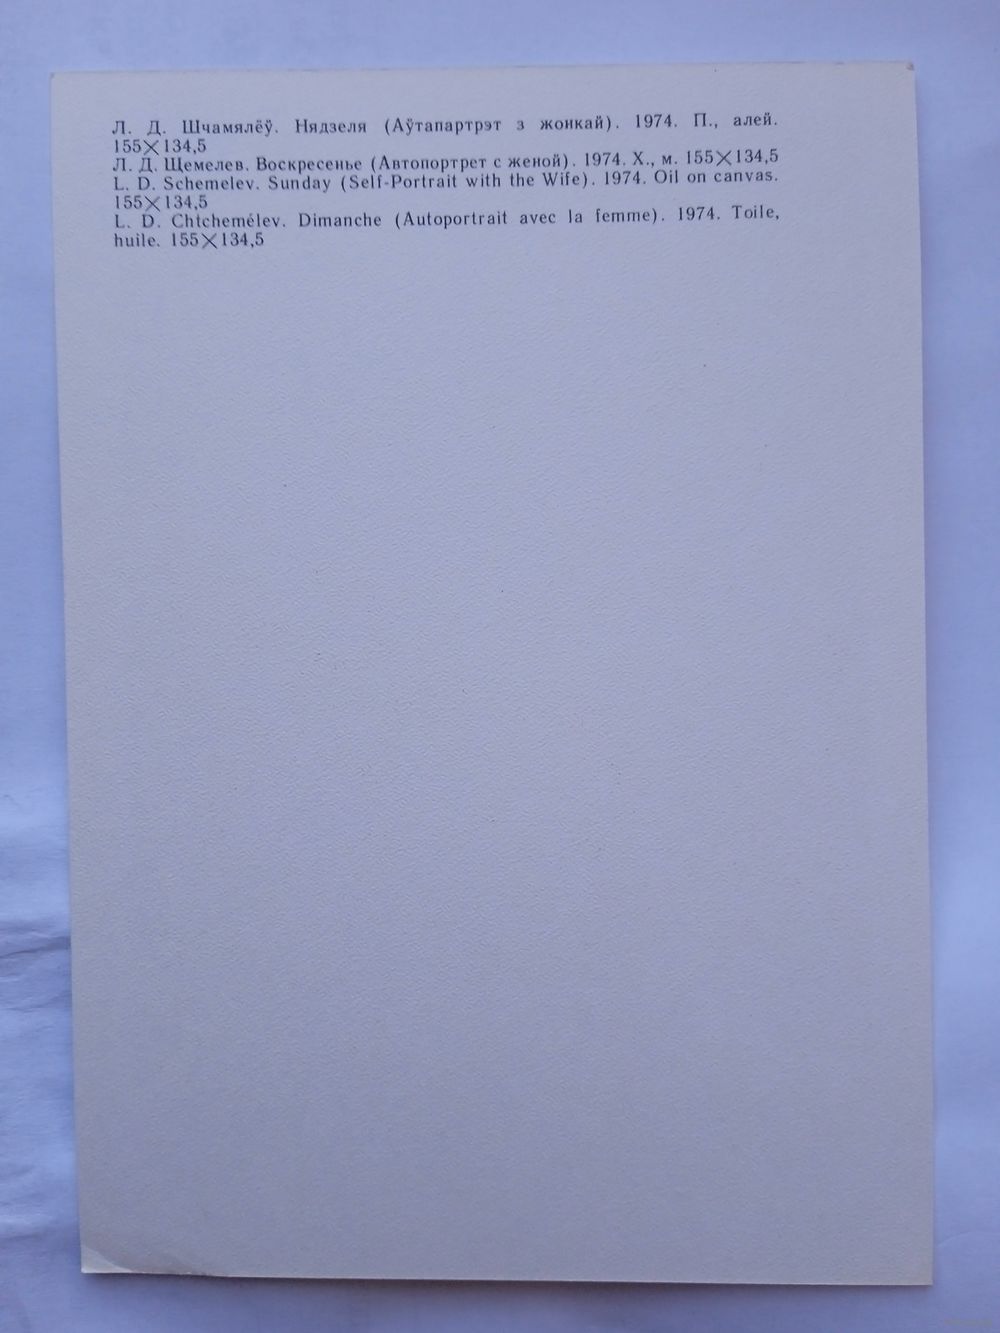 Л. Д. Шчамялёў. Нядзеля (Аўтапартрэт з жонкай). 1974. П., алей.
155×134,5
Л. Д. Щемелев. Воскресенье (Автопортрет с женой). 1974. Х., м. 155×134,5
L. D. Schemelev. Sunday (Self-Portrait with the Wife). 1974. Oil on canvas.
155×134,5
L. D. Chtchemélev. Dimanche (Autoportrait avec la femme). 1974. Toile,
huile. 155×134,5